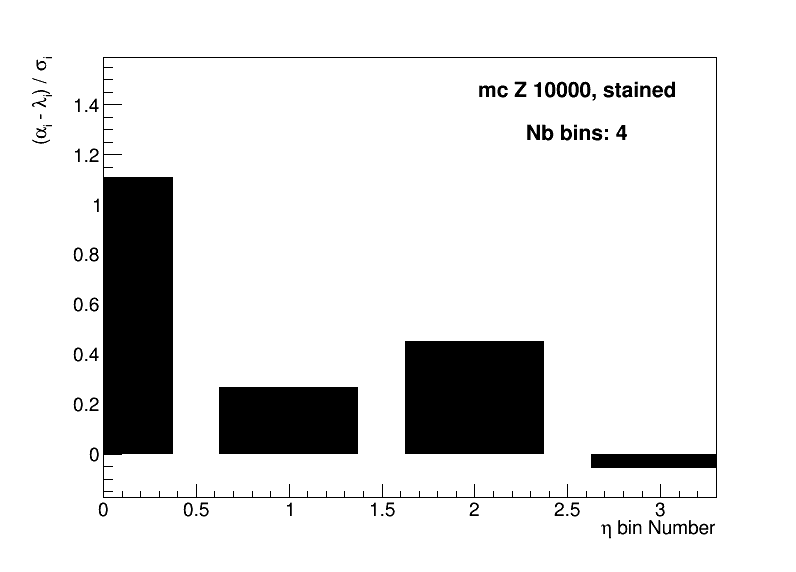 (αi - λi) / σi
mc Z 10000, stained
Nb bins: 4
1.4
1.2
1
0.8
0.6
0.4
0.2
0
0 0.5 1 1.5 2 2.5 3
η bin Number